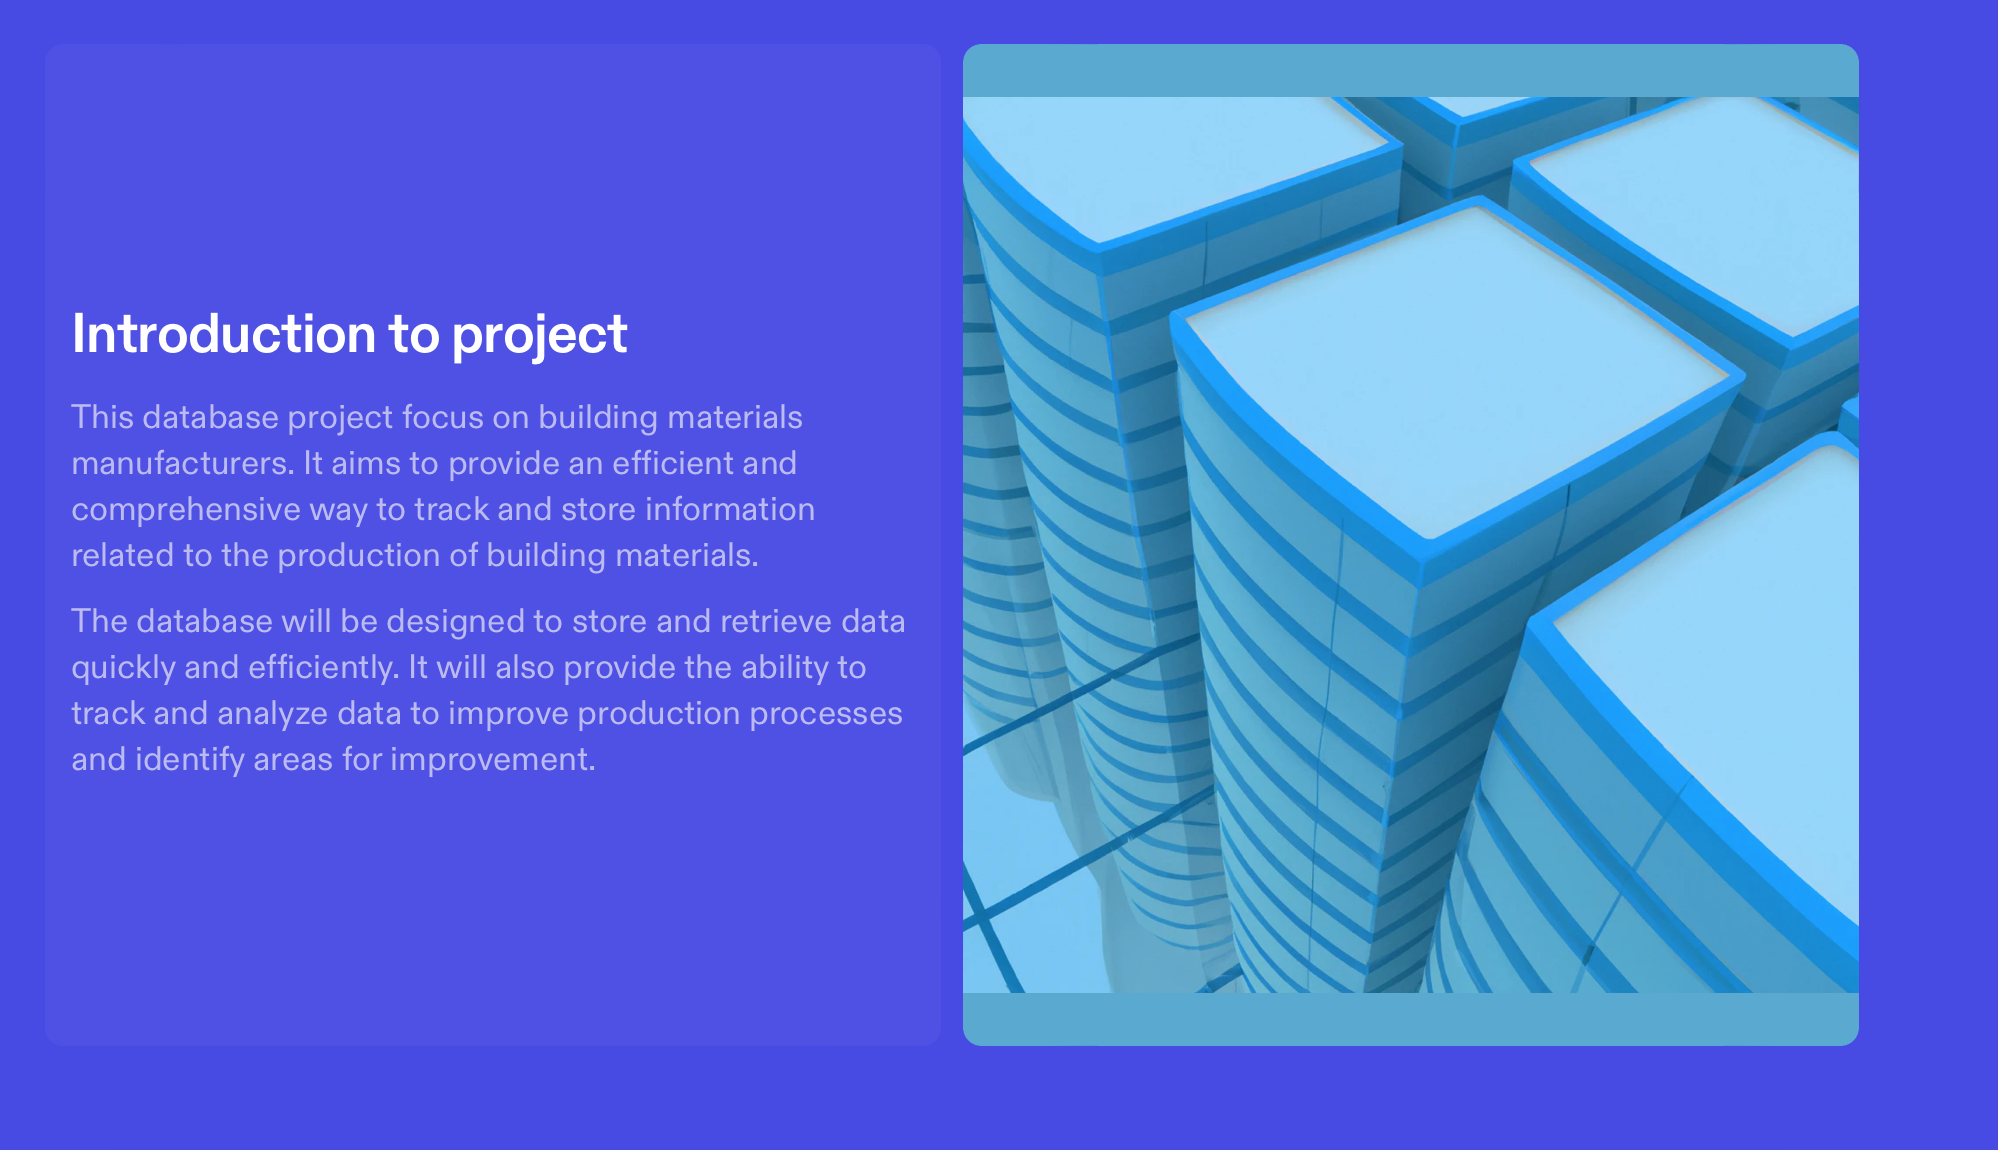 Introduction to project
This database project focus on building materials
manufacturers. It aims to provide an efficient and
comprehensive way to track and store information
related to the production of building materials.
The database will be designed to store and retrieve data
quickly and efficiently. It will also provide the ability to
track and analyze data to improve production processes
and identify areas for improvement.